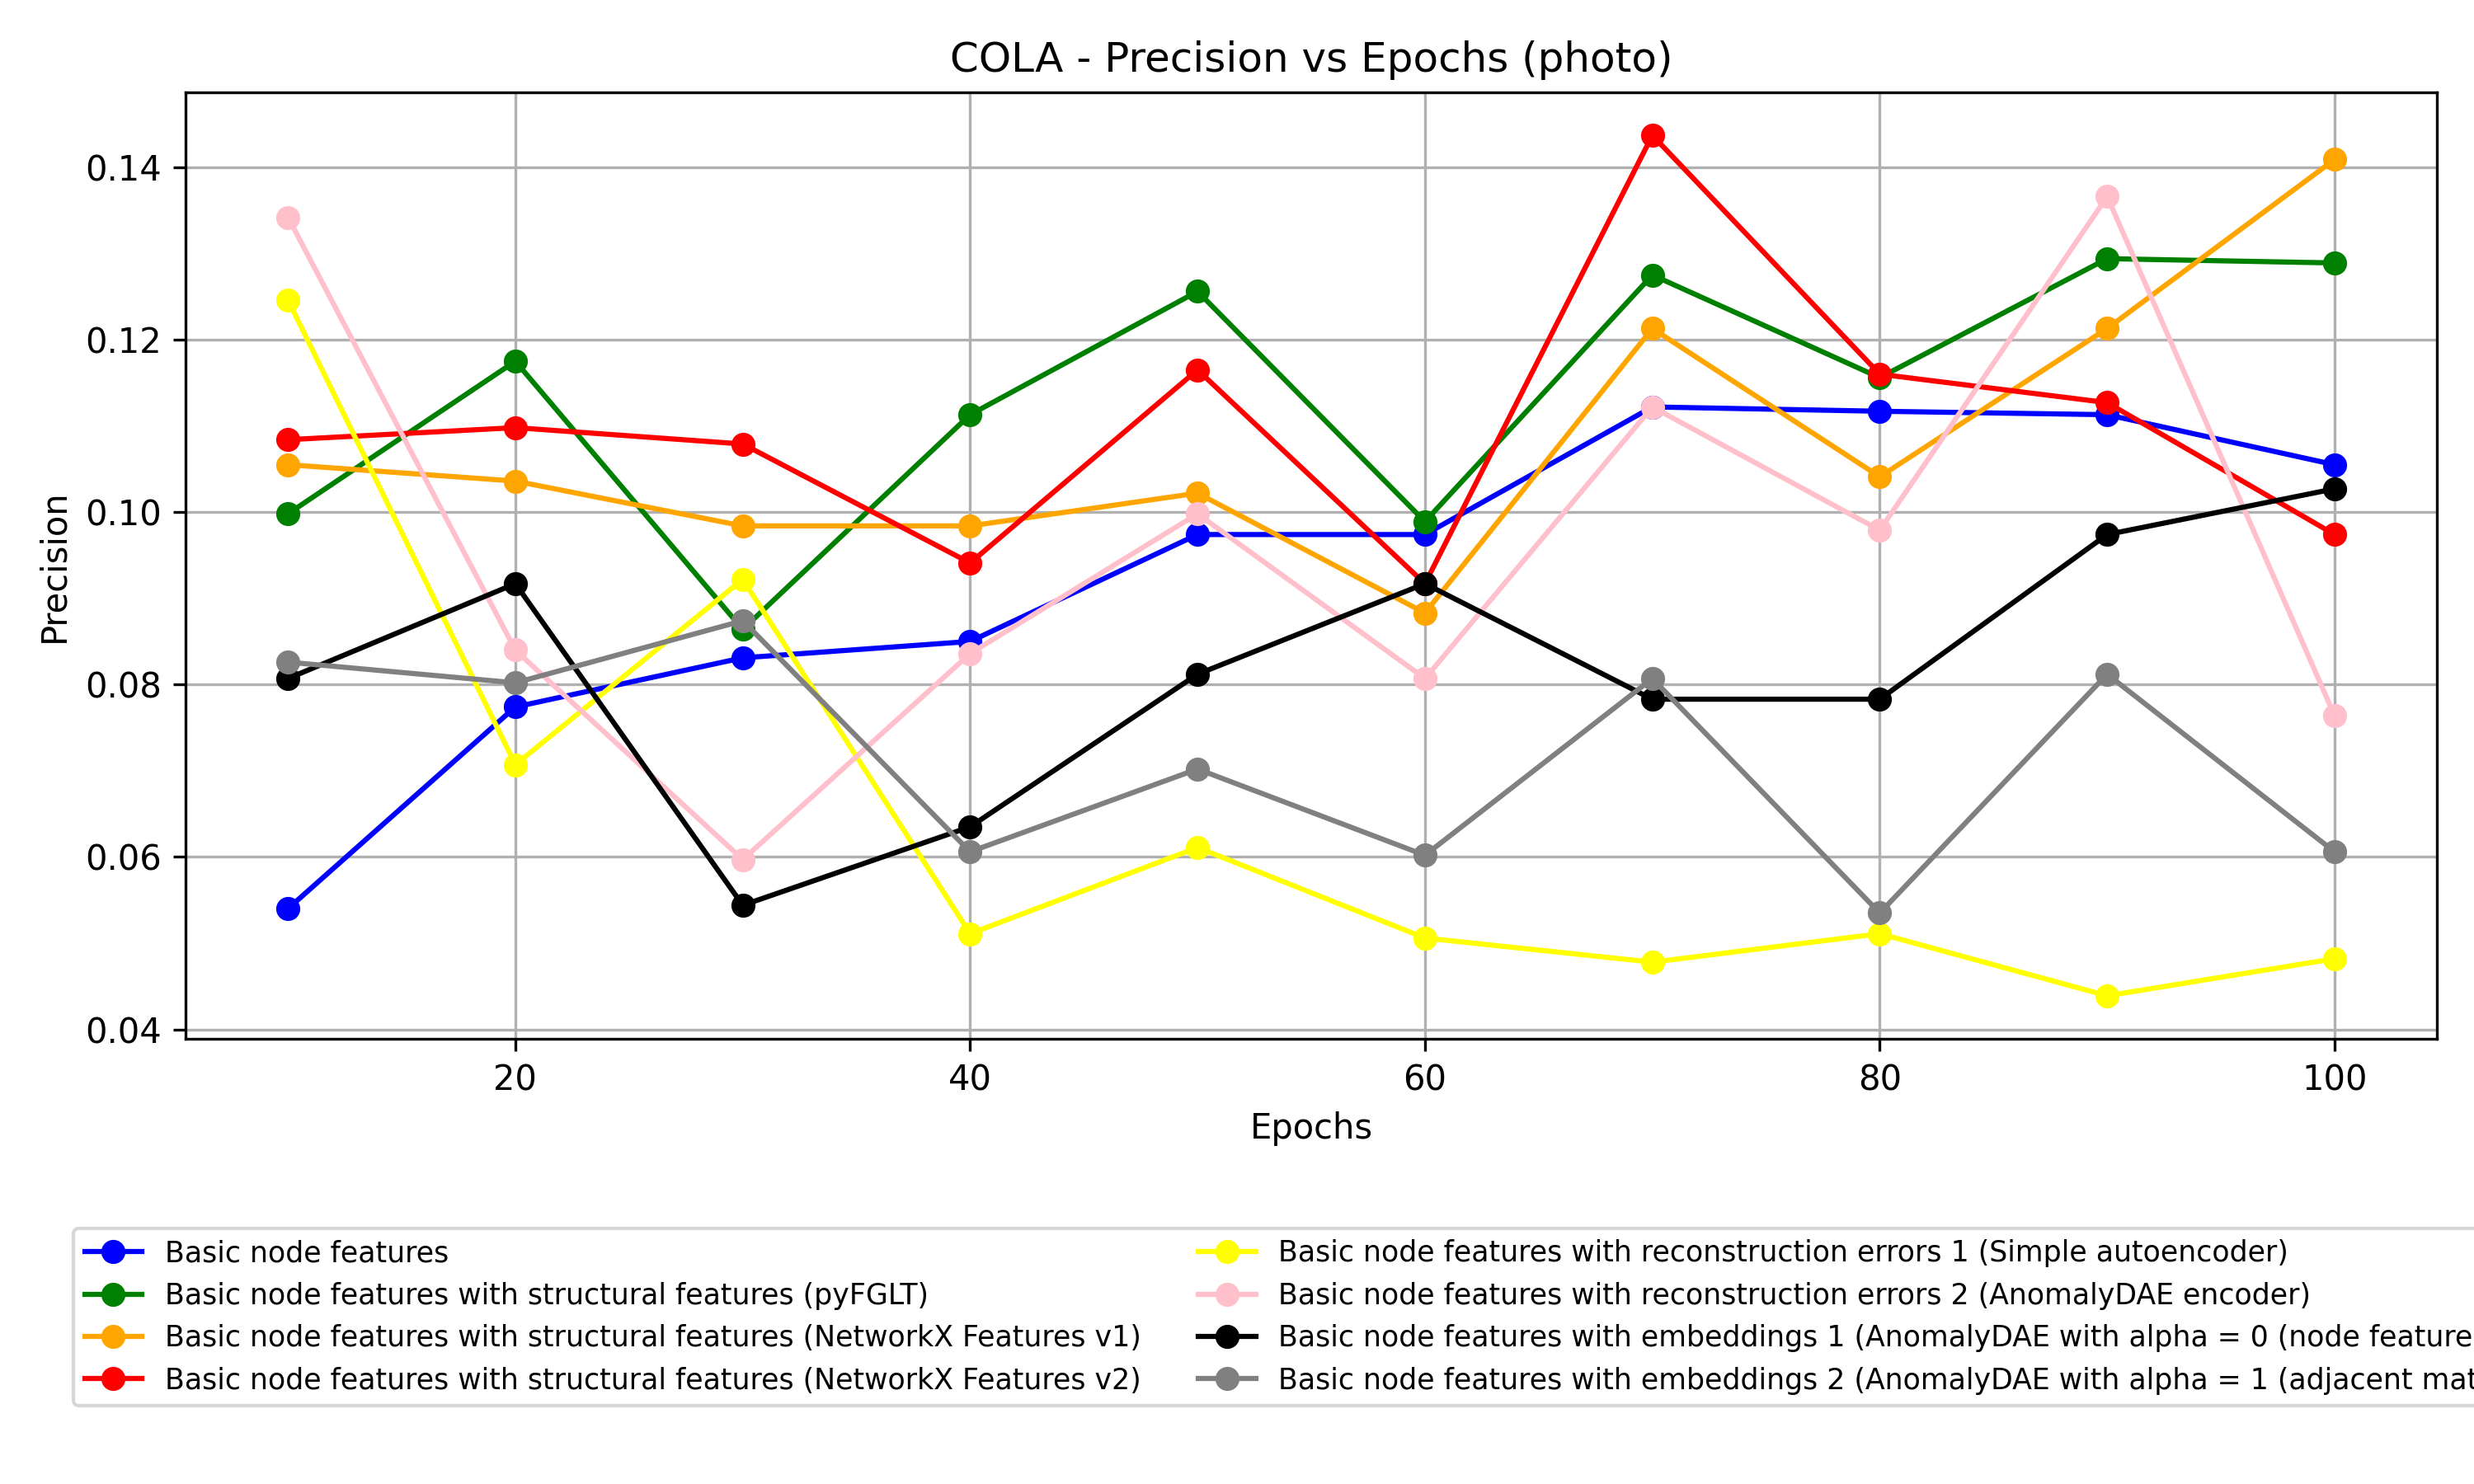 COLA - Precision vs Epochs (photo)
Precision
0.14
0.12
0.10
0.08
0.06
0.04
20 40 60 80 100
Epochs
Basic node features
Basic node features with structural features (pyFGLT)
Basic node features with structural features (NetworkX Features v1)
Basic node features with structural features (NetworkX Features v2)
Basic node features with reconstruction errors 1 (Simple autoencoder)
Basic node features with reconstruction errors 2 (AnomalyDAE encoder)
Basic node features with embeddings 1 (AnomalyDAE with alpha = 0 (node feature
Basic node features with embeddings 2 (AnomalyDAE with alpha = 1 (adjacent mat